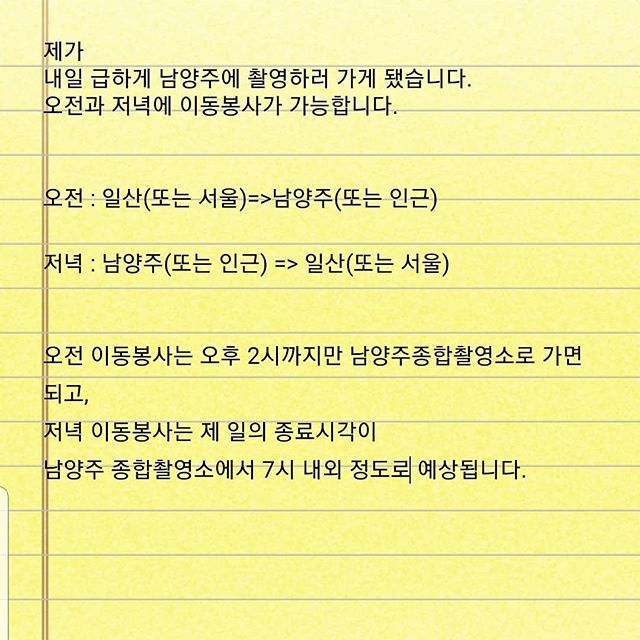 제가
내일 급하게 남양주에 촬영하러 가게 됐습니다.
오전과 저녁에 이동봉사가 가능합니다.
오전 : 일산(또는 서울)=>남양주(또는 인근)
저녁 : 남양주(또는 인근) => 일산(또는 서울)
오전 이동봉사는 오후 2시까지만 남양주종합촬영소로 가면
되고,
저녁 이동봉사는 제 일의 종료시각이
남양주 종합촬영소에서 7시 내외 정도로 예상됩니다.